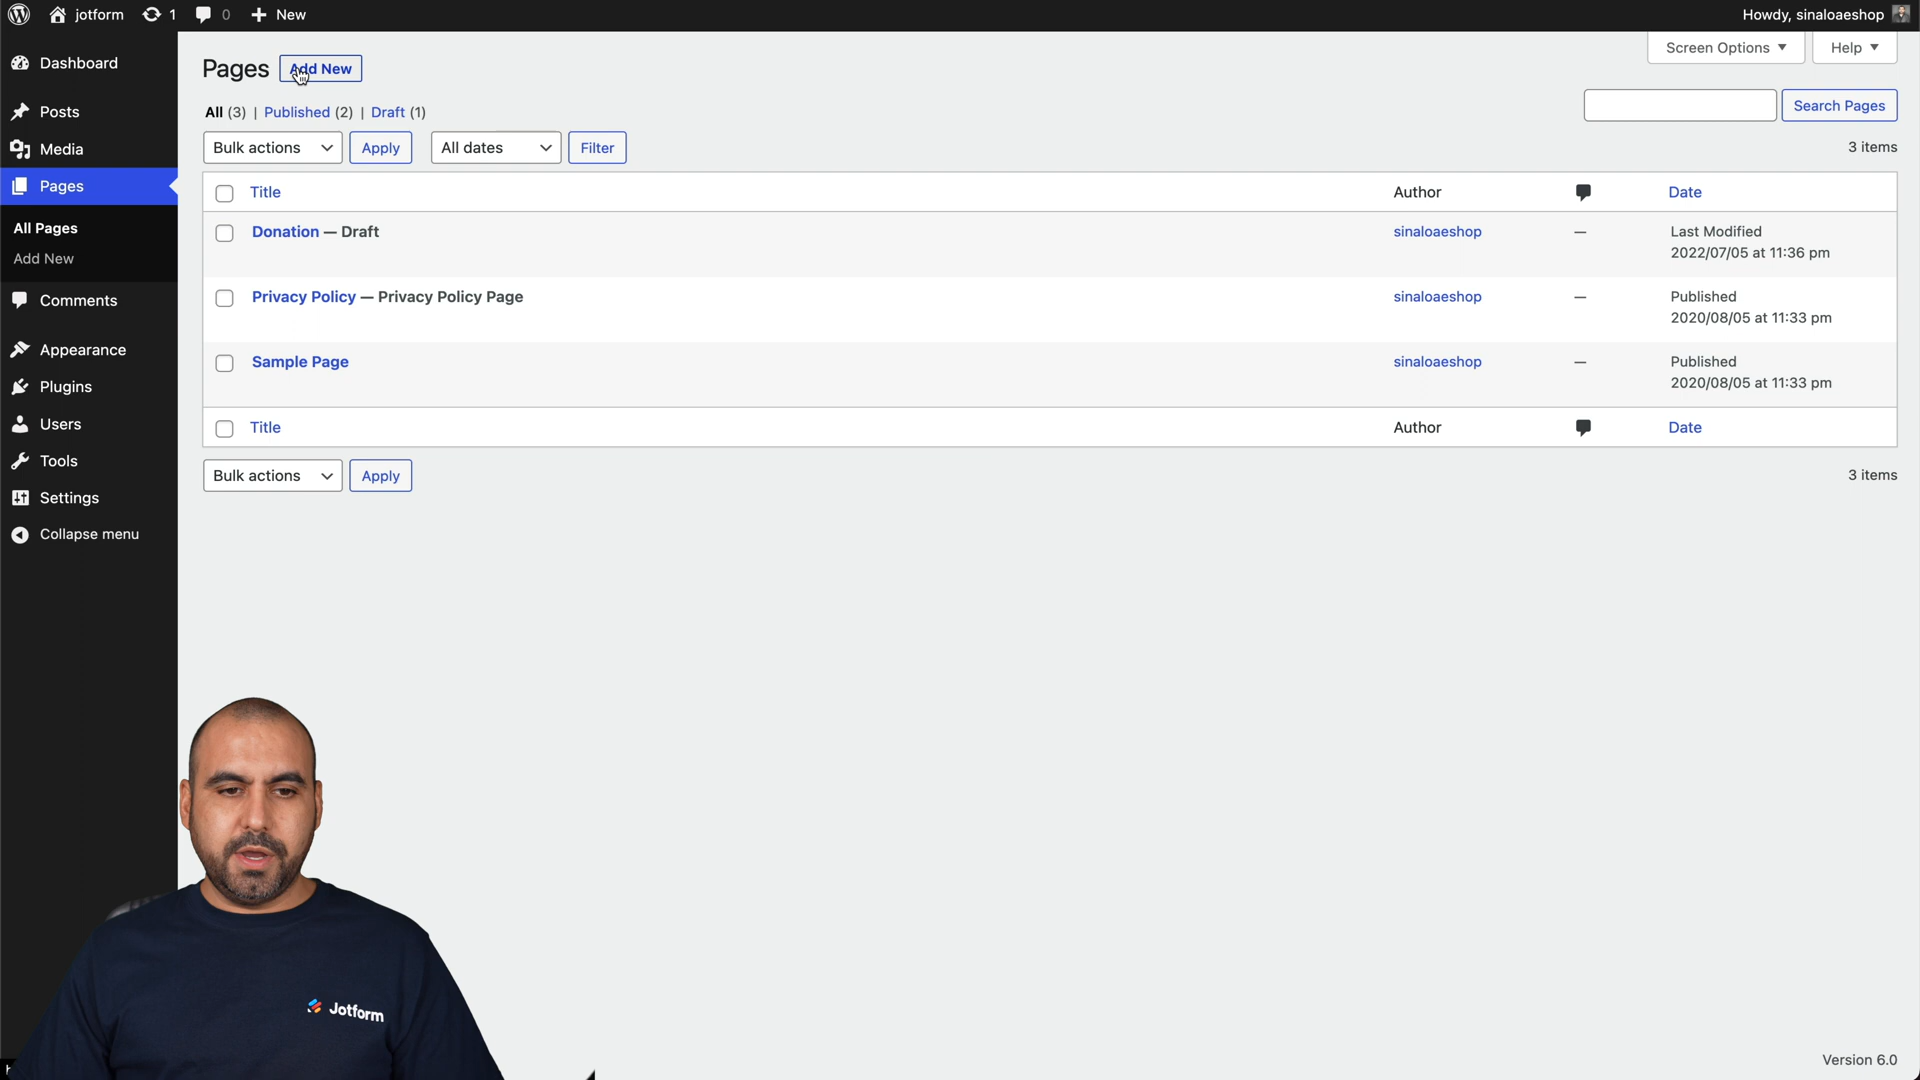 jotform 1 0 New Howdy, sinaloaeshop
Screen Options ▼ Help ▼
Dashboard
Posts
Media
Pages
All Pages
Add New
Comments
Appearance
Plugins
Users
Tools
Settings
Collapse menu
Pages Add New
All (3) | Published (2) | Draft (1)
Search Pages
Bulk actions Apply All dates Filter 3 items
Title Author Date
Donation — Draft sinaloaeshop — Last Modified
2022/07/05 at 11:36 pm
Privacy Policy — Privacy Policy Page sinaloaeshop — Published
2020/08/05 at 11:33 pm
Sample Page sinaloaeshop — Published
2020/08/05 at 11:33 pm
Title Author Date
Bulk actions Apply 3 items
Jotform
Version 6.0